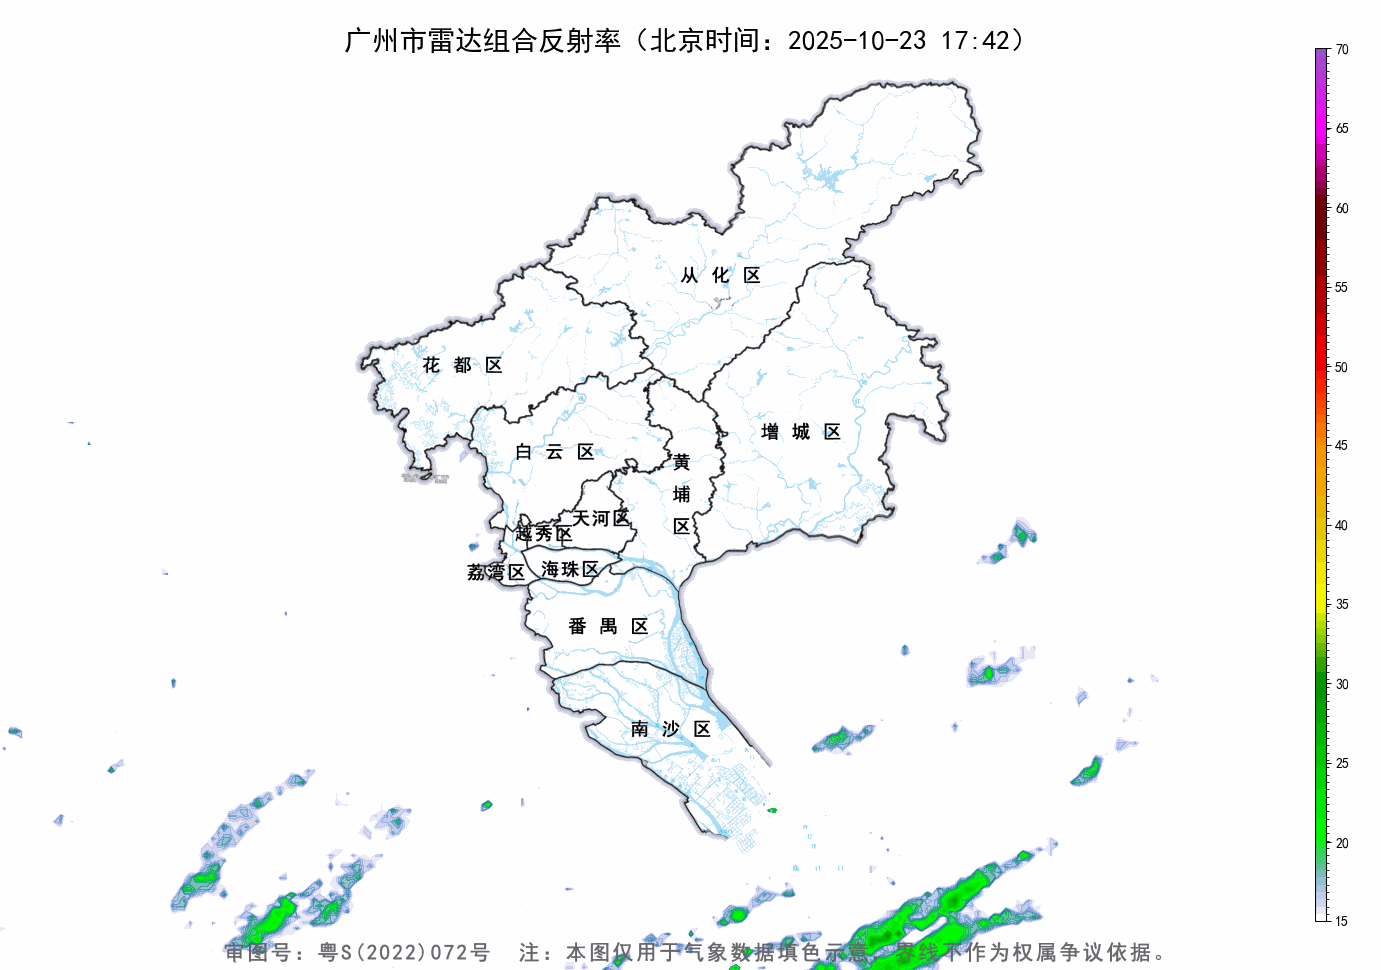 广州市雷达组合反射率（北京时间：2025-10-23 17:42）
70
65
60
55
50
45
40
35
30
25
20
15
从化区
花都区
增城区
白云区
黄埔区
天河区
越秀区
荔湾区
海珠区
番禺区
南沙区
审图号：粤S(2022)072号 注：本图仅用于气象数据填色示意，界线不作为权属争议依据。